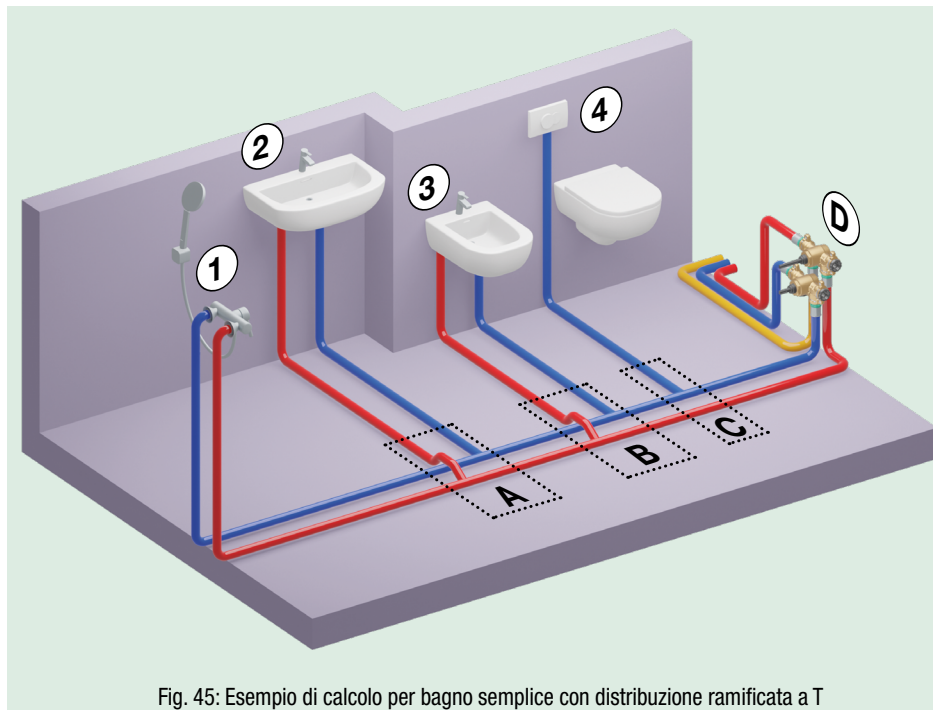 1
2
3
4
D
A
B
C
Fig. 45: Esempio di calcolo per bagno semplice con distribuzione ramificata a T